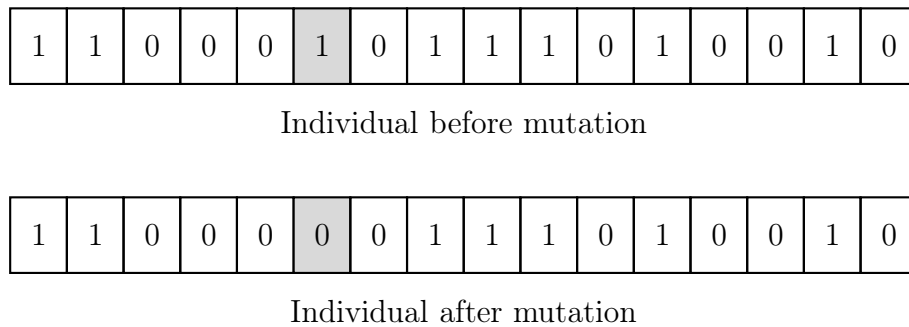 1 1 0 0 0 1 0 1 1 1 0 1 0 0 1 0
Individual before mutation
1 1 0 0 0 0 0 1 1 1 0 1 0 0 1 0
Individual after mutation